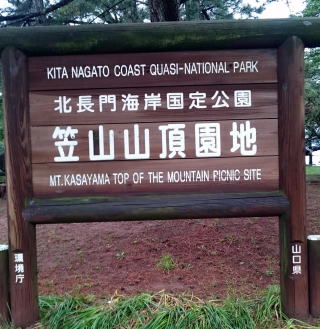 KITA NAGATO COAST QUASI-NATIONAL PARK
北長門海岸国定公園
笠山山頂園地
MT.KASAYAMA TOP OF THE MOUNTAIN PICNIC SITE
環境庁
山口県